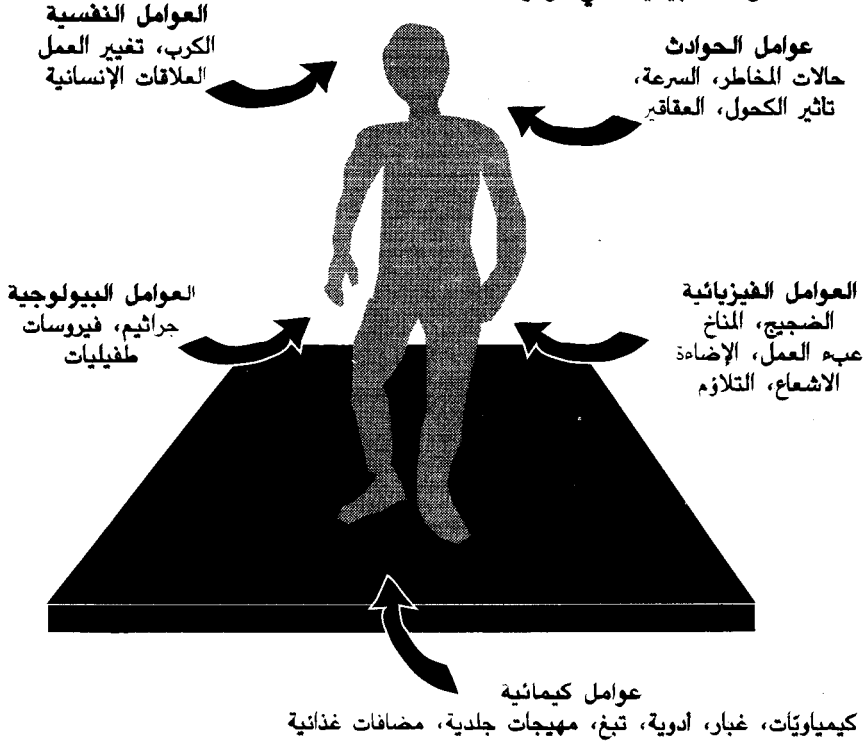 العوامل النفسية
الكرب، تغيير العمل
العلاقات الإنسانية
عوامل الحوادث
حالات المخاطر، السرعة،
تاثير الكحول، العقاقير
العوامل البيولوجية
جراثيم، فيروسات
طفيليات
العوامل الفيزيائية
الضجيج، المناخ
عبء العمل، الإضاءة
الاشعاع، التلاؤم
عوامل كيمائية
كيمياويّات، غبار، أدوية، تبغ، مهيجات جلدية، مضافات غذائية